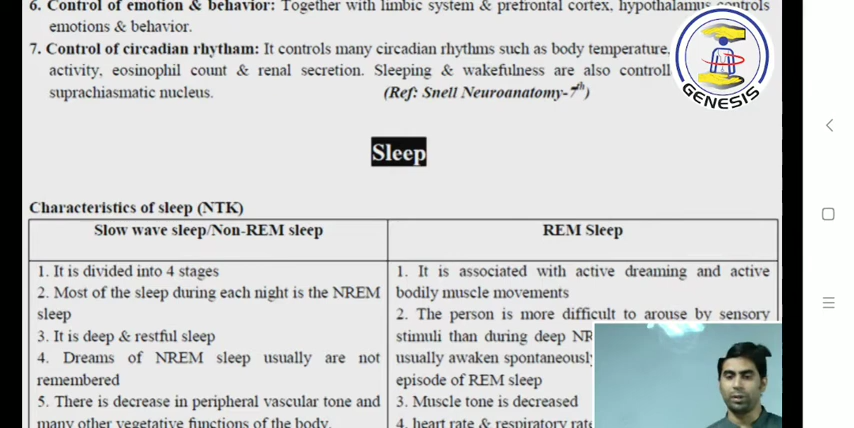 6. Control of emotion & behavior: Together with limbic system & prefrontal cortex, hypothalamus controls
emotions & behavior.
7. Control of circadian rhytham: It controls many circadian rhythms such as body temperature,
activity, eosinophil count & renal secretion. Sleeping & wakefulness are also controll
suprachiasmatic nucleus. (Ref: Snell Neuroanatomy-7th)
GENESIS
Sleep
Characteristics of sleep (NTK)
Slow wave sleep/Non-REM sleep
1. It is divided into 4 stages
2. Most of the sleep during each night is the NREM
sleep
3. It is deep & restful sleep
4. Dreams of NREM sleep usually are not
remembered
5. There is decrease in peripheral vascular tone and
many other vegetative functions of the body.
REM Sleep
1. It is associated with active dreaming and active
bodily muscle movements
2. The person is more difficult to arouse by sensory
stimuli than during deep NR
usually awaken spontaneousl
episode of REM sleep
3. Muscle tone is decreased
4. heart rate & respiratory rate